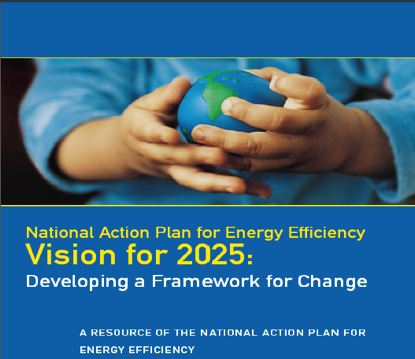 National Action Plan for Energy Efficiency
Vision for 2025:
Developing a Framework for Change
A RESOURCE OF THE NATIONAL ACTION PLAN FOR
ENERGY EFFICIENCY